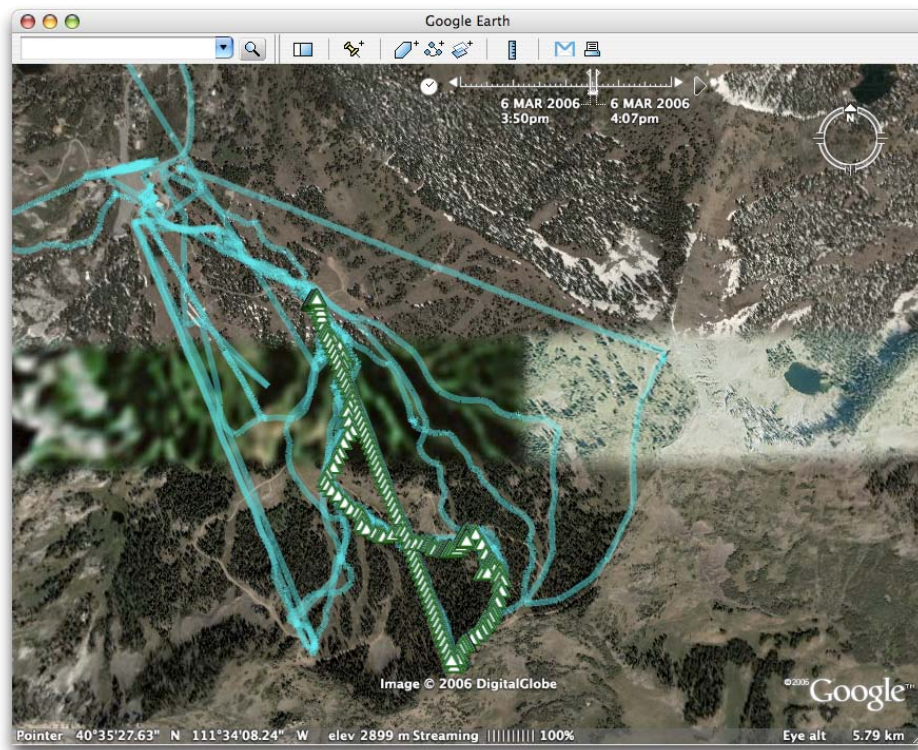 Google Earth
6 MAR 2006 6 MAR 2006
3:50pm 4:07pm
N
Image © 2006 DigitalGlobe
©2006 Google™
Pointer 40°35'27.63" N 111°34'08.24" W elev 2899 m Streaming |||||||||| 100% Eye alt 5.79 km